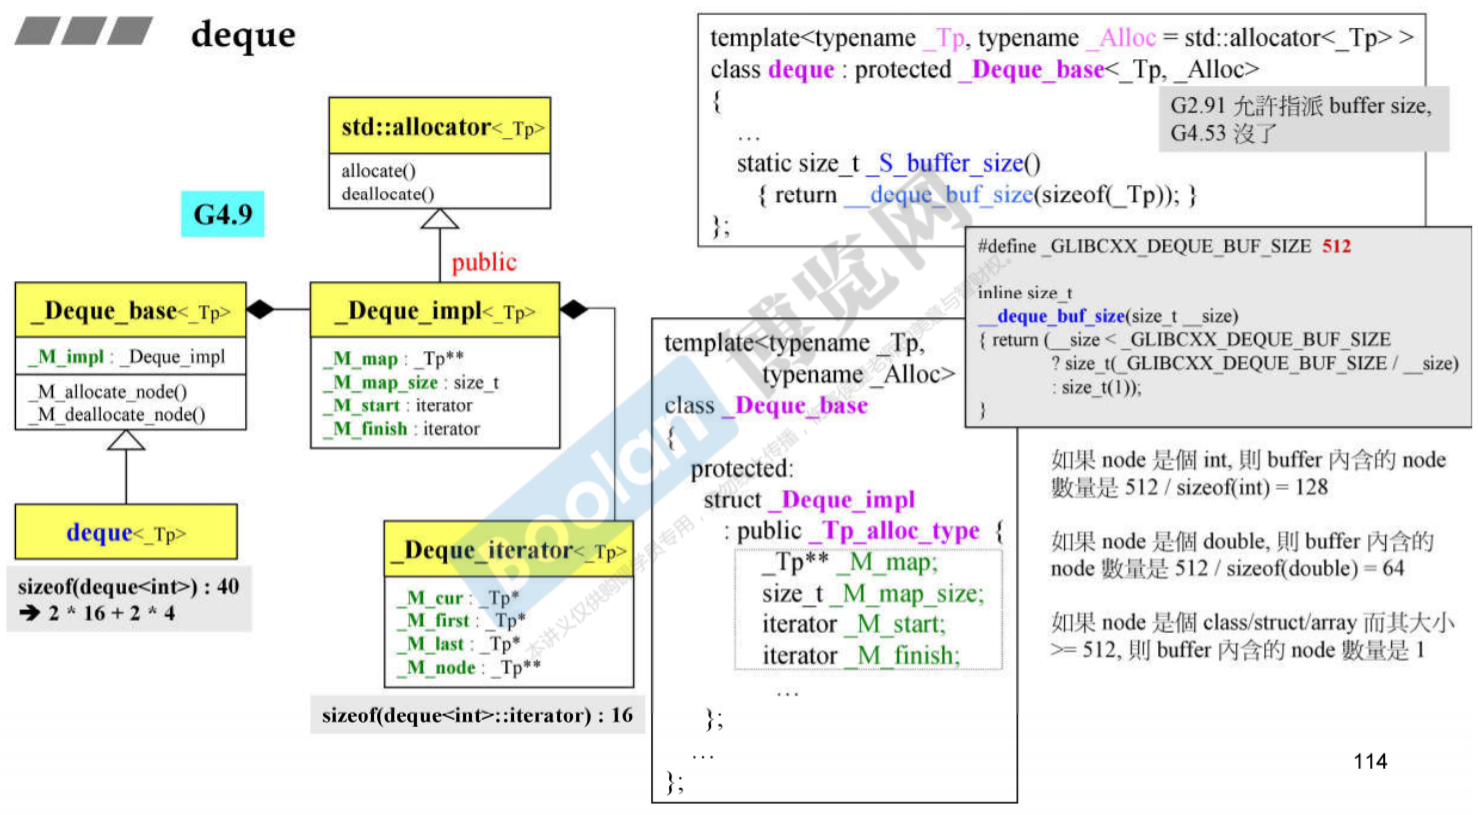 deque
template<typename _Tp, typename _Alloc = std::allocator<_Tp> >
class deque : protected _Deque_base<_Tp, _Alloc>
{
...
static size_t _S_buffer_size()
{ return __deque_buf_size(sizeof(_Tp)); }
};
G2.91 允許指派 buffer size,
G4.53 沒了
#define _GLIBCXX_DEQUE_BUF_SIZE 512
inline size_t
__deque_buf_size(size_t __size)
{ return (__size < _GLIBCXX_DEQUE_BUF_SIZE
? size_t(_GLIBCXX_DEQUE_BUF_SIZE / __size)
: size_t(1));
}
std::allocator<_Tp>
allocate()
deallocate()
G4.9
public
_Deque_base<_Tp>
_M_impl : _Deque_impl
_M_allocate_node()
_M_deallocate_node()
_Deque_impl<_Tp>
_M_map : _Tp**
_M_map_size : size_t
_M_start : iterator
_M_finish : iterator
deque<_Tp>
sizeof(deque<int>) : 40
➔ 2 * 16 + 2 * 4
_Deque_iterator<_Tp>
_M_cur : _Tp*
_M_first : _Tp*
_M_last : _Tp*
_M_node : _Tp**
sizeof(deque<int>::iterator) : 16
template<typename _Tp,
typename _Alloc>
class _Deque_base
{
protected:
struct _Deque_impl
: public _Tp_alloc_type {
_Tp** _M_map;
size_t _M_map_size;
iterator _M_start;
iterator _M_finish;
...
};
...
};
如果 node 是個 int, 則 buffer 內含的 node
數量是 512 / sizeof(int) = 128
如果 node 是個 double, 則 buffer 內含的
node 數量是 512 / sizeof(double) = 64
如果 node 是個 class/struct/array 而其大小
>= 512, 則 buffer 內含的 node 數量是 1
boolan
博览网
114